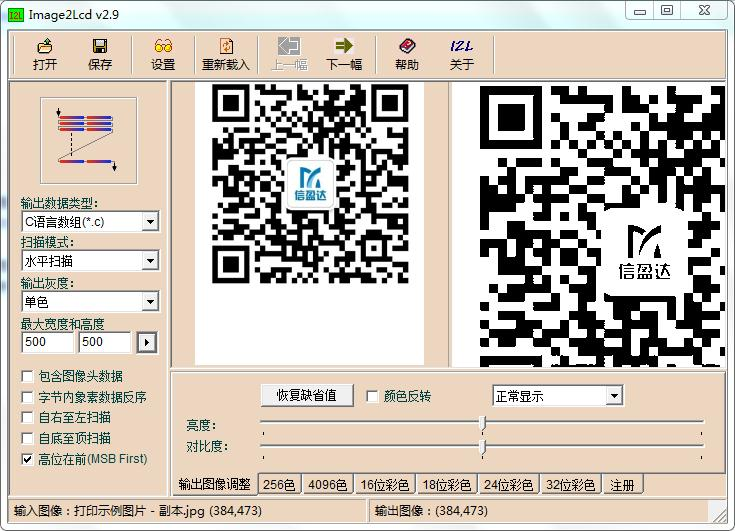 Image2Lcd v2.9
打开 保存 设置 重新载入 上一幅 下一幅 帮助 关于
I2L
输出数据类型:
C语言数组(*.c)
扫描模式:
水平扫描
输出灰度:
单色
最大宽度和高度
500 500
包含图像头数据
字节内象素数据反序
自右至左扫描
自底至顶扫描
高位在前(MSB First)
信盈达
信盈达
恢复缺省值 颜色反转 正常显示
亮度:
对比度:
输出图像调整 256色 4096色 16位彩色 18位彩色 24位彩色 32位彩色 注册
输入图像: 打印示例图片 - 副本.jpg (384,473) 输出图像: (384,473)